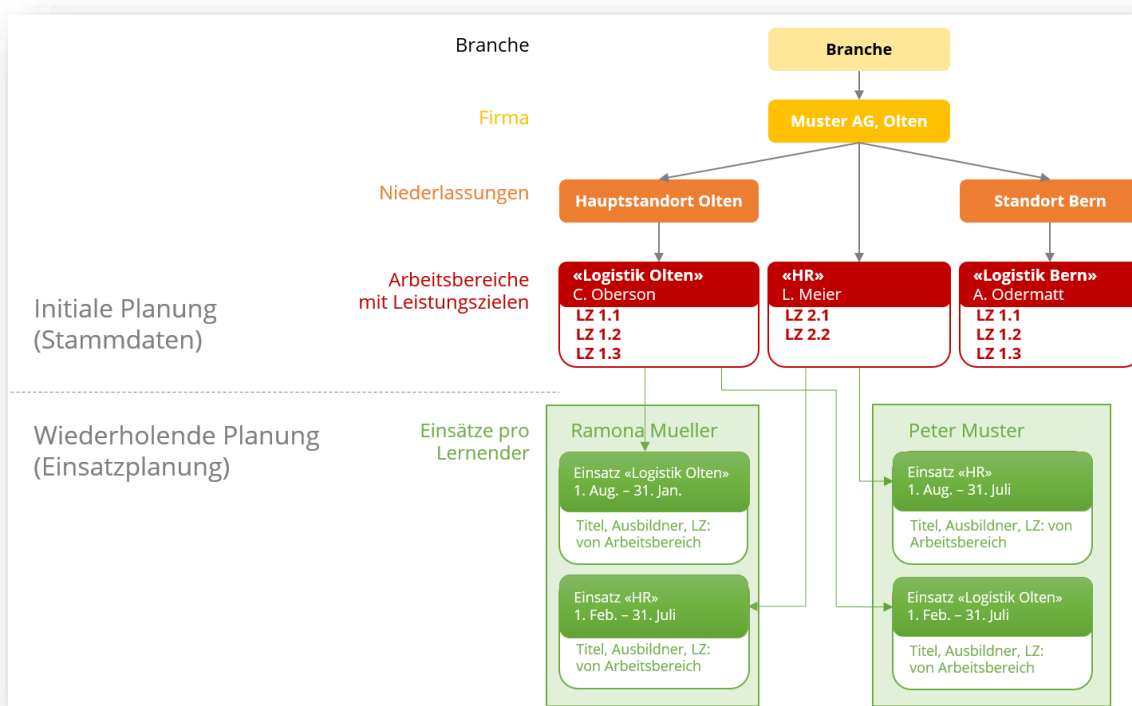 Branche
Branche
Firma
Muster AG, Olten
Niederlassungen
Hauptstandort Olten
Standort Bern
Arbeitsbereiche
mit Leistungszielen
«Logistik Olten»
C. Oberson
LZ 1.1
LZ 1.2
LZ 1.3
«HR»
L. Meier
LZ 2.1
LZ 2.2
«Logistik Bern»
A. Odermatt
LZ 1.1
LZ 1.2
LZ 1.3
Initiale Planung
(Stammdaten)
Wiederholende Planung
(Einsatzplanung)
Einsätze pro
Lernender
Ramona Mueller
Einsatz «Logistik Olten»
1. Aug. – 31. Jan.
Titel, Ausbildner, LZ:
von Arbeitsbereich
Einsatz «HR»
1. Feb. – 31. Juli
Titel, Ausbildner, LZ:
von Arbeitsbereich
Peter Muster
Einsatz «HR»
1. Aug. – 31. Juli
Titel, Ausbildner, LZ: von
Arbeitsbereich
Einsatz «Logistik Olten»
1. Feb. – 31. Juli
Titel, Ausbildner, LZ:
von Arbeitsbereich